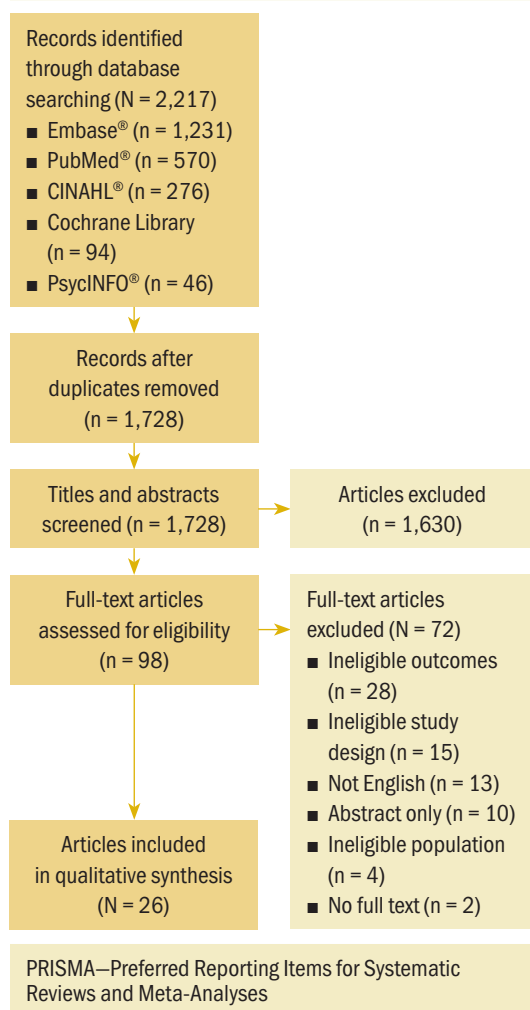 Records identified
through database
searching (N = 2,217)
■ Embase® (n = 1,231)
■ PubMed® (n = 570)
■ CINAHL® (n = 276)
■ Cochrane Library
(n = 94)
■ PsycINFO® (n = 46)
Records after
duplicates removed
(n = 1,728)
Titles and abstracts
screened (n = 1,728)
Articles excluded
(n = 1,630)
Full-text articles
assessed for eligibility
(n = 98)
Full-text articles
excluded (N = 72)
■ Ineligible outcomes
(n = 28)
■ Ineligible study
design (n = 15)
■ Not English (n = 13)
■ Abstract only (n = 10)
■ Ineligible population
(n = 4)
■ No full text (n = 2)
Articles included
in qualitative synthesis
(N = 26)
PRISMA—Preferred Reporting Items for Systematic
Reviews and Meta-Analyses